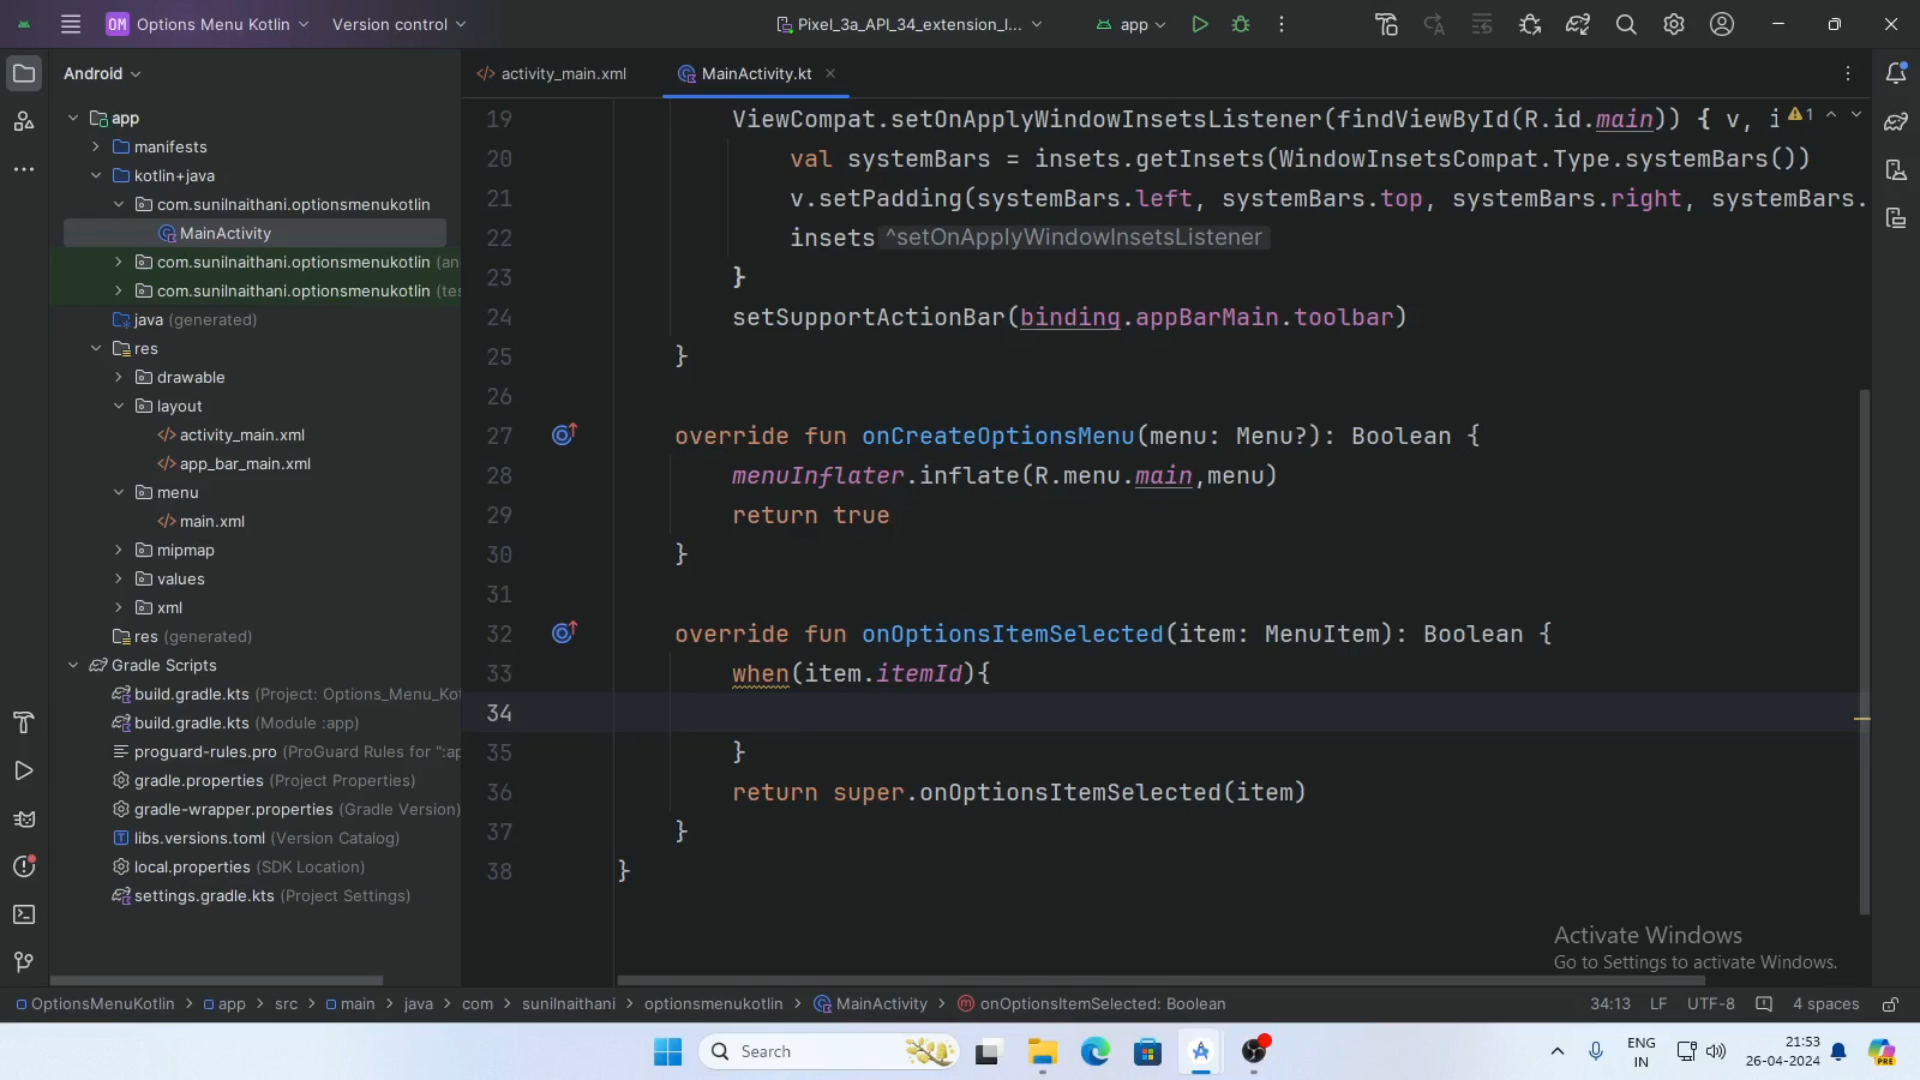 OM Options Menu Kotlin Version control Pixel_3a_API_34_extension_l... app
Android
app
manifests
kotlin+java
com.sunilnaithani.optionsmenukotlin
MainActivity
com.sunilnaithani.optionsmenukotlin (an
com.sunilnaithani.optionsmenukotlin (tes
java (generated)
res
drawable
layout
activity_main.xml
app_bar_main.xml
menu
main.xml
mipmap
values
xml
res (generated)
Gradle Scripts
build.gradle.kts (Project: Options_Menu_Kot
build.gradle.kts (Module :app)
proguard-rules.pro (ProGuard Rules for ":ap
gradle.properties (Project Properties)
gradle-wrapper.properties (Gradle Version)
libs.versions.toml (Version Catalog)
local.properties (SDK Location)
settings.gradle.kts (Project Settings)
activity_main.xml MainActivity.kt
19 ViewCompat.setOnApplyWindowInsetsListener(findViewById(R.id.main)) { v, i 1
20 val systemBars = insets.getInsets(WindowInsetsCompat.Type.systemBars())
21 v.setPadding(systemBars.left, systemBars.top, systemBars.right, systemBars.
22 insets ^setOnApplyWindowInsetsListener
23 }
24 setSupportActionBar(binding.appBarMain.toolbar)
25 }
26
27 override fun onCreateOptionsMenu(menu: Menu?): Boolean {
28 menuInflater.inflate(R.menu.main,menu)
29 return true
30 }
31
32 override fun onOptionsItemSelected(item: MenuItem): Boolean {
33 when(item.itemId){
34
35 }
36 return super.onOptionsItemSelected(item)
37 }
38 }
Activate Windows
Go to Settings to activate Windows.
OptionsMenuKotlin > app > src > main > java > com > sunilnaithani > optionsmenukotlin > MainActivity > onOptionsItemSelected: Boolean 34:13 LF UTF-8 4 spaces
Search
ENG
IN
21:53
26-04-2024
PRE